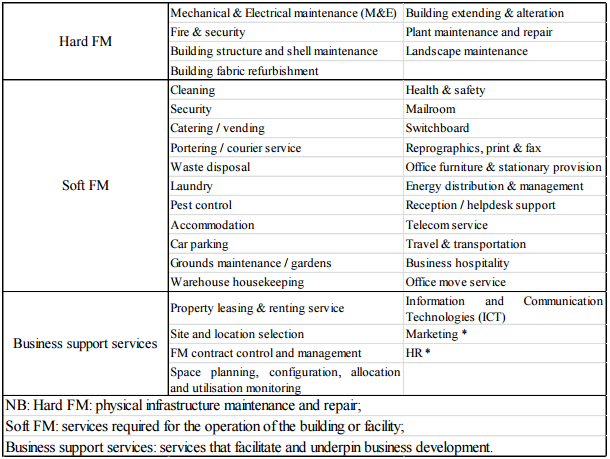 Hard FM
Mechanical & Electrical maintenance (M&E)
Building extending & alteration
Fire & security
Plant maintenance and repair
Building structure and shell maintenance
Landscape maintenance
Building fabric refurbishment
Soft FM
Cleaning
Health & safety
Security
Mailroom
Catering / vending
Switchboard
Portering / courier service
Reprographics, print & fax
Waste disposal
Office furniture & stationary provision
Laundry
Energy distribution & management
Pest control
Reception / helpdesk support
Accommodation
Telecom service
Car parking
Travel & transportation
Grounds maintenance / gardens
Business hospitality
Warehouse housekeeping
Office move service
Business support services
Property leasing & renting service
Information and Communication
Technologies (ICT)
Site and location selection
Marketing *
FM contract control and management
HR *
Space planning, configuration, allocation
and utilisation monitoring
NB: Hard FM: physical infrastructure maintenance and repair;
Soft FM: services required for the operation of the building or facility;
Business support services: services that facilitate and underpin business development.